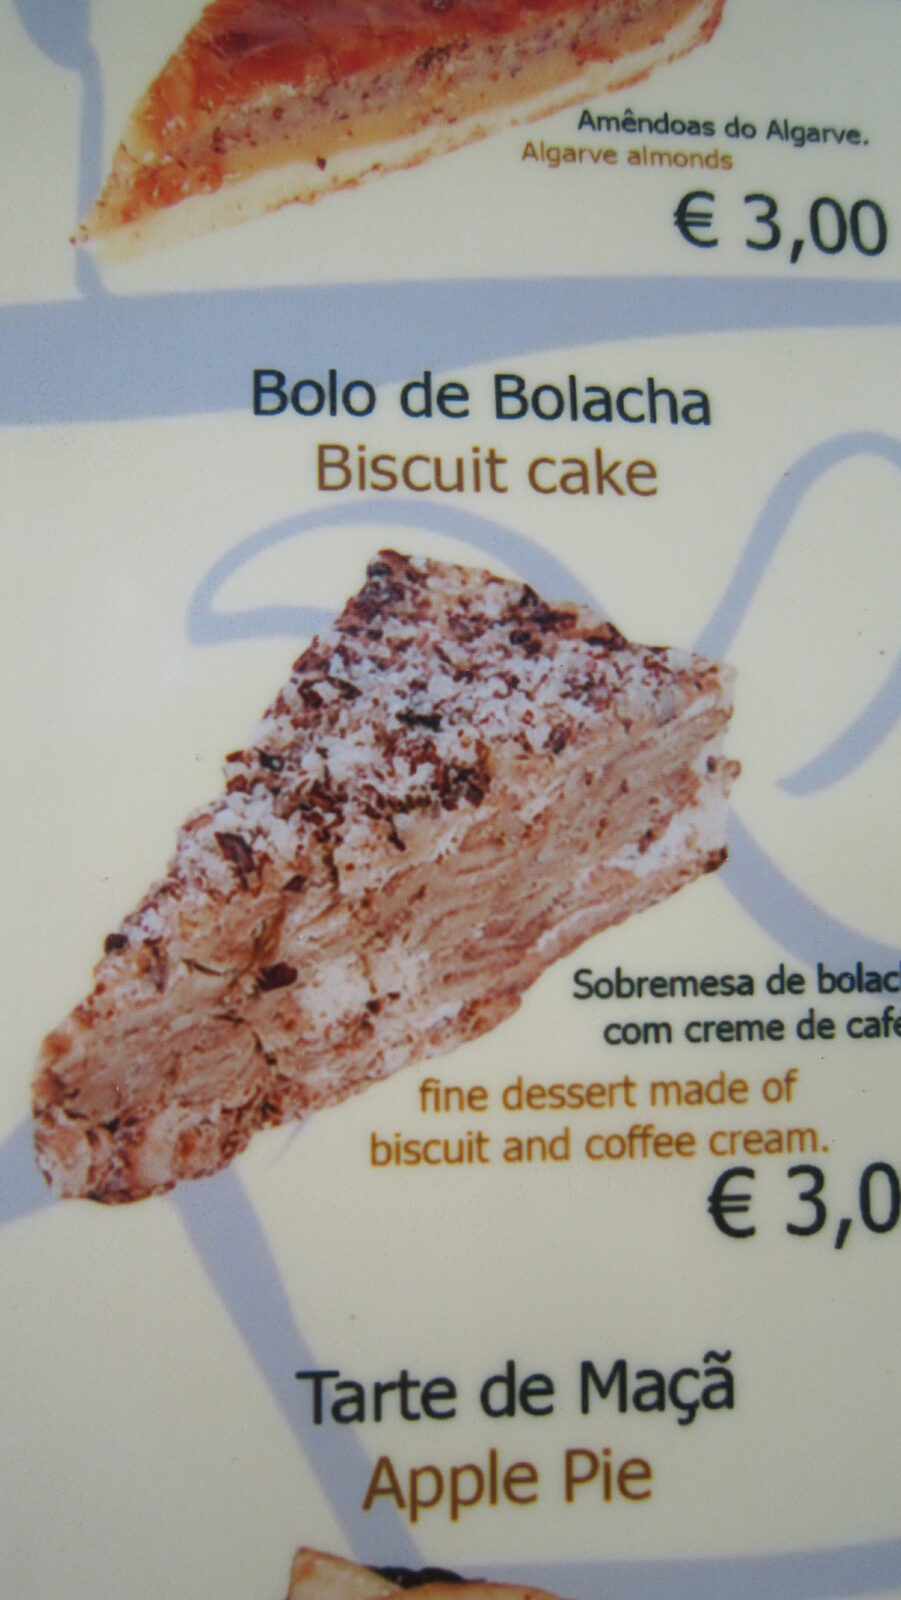 Amêndoas do Algarve.
Algarve almonds
€ 3,00
Bolo de Bolacha
Biscuit cake
Sobremesa de bolac
com creme de café
fine dessert made of
biscuit and coffee cream.
€ 3,0
Tarte de Maçã
Apple Pie